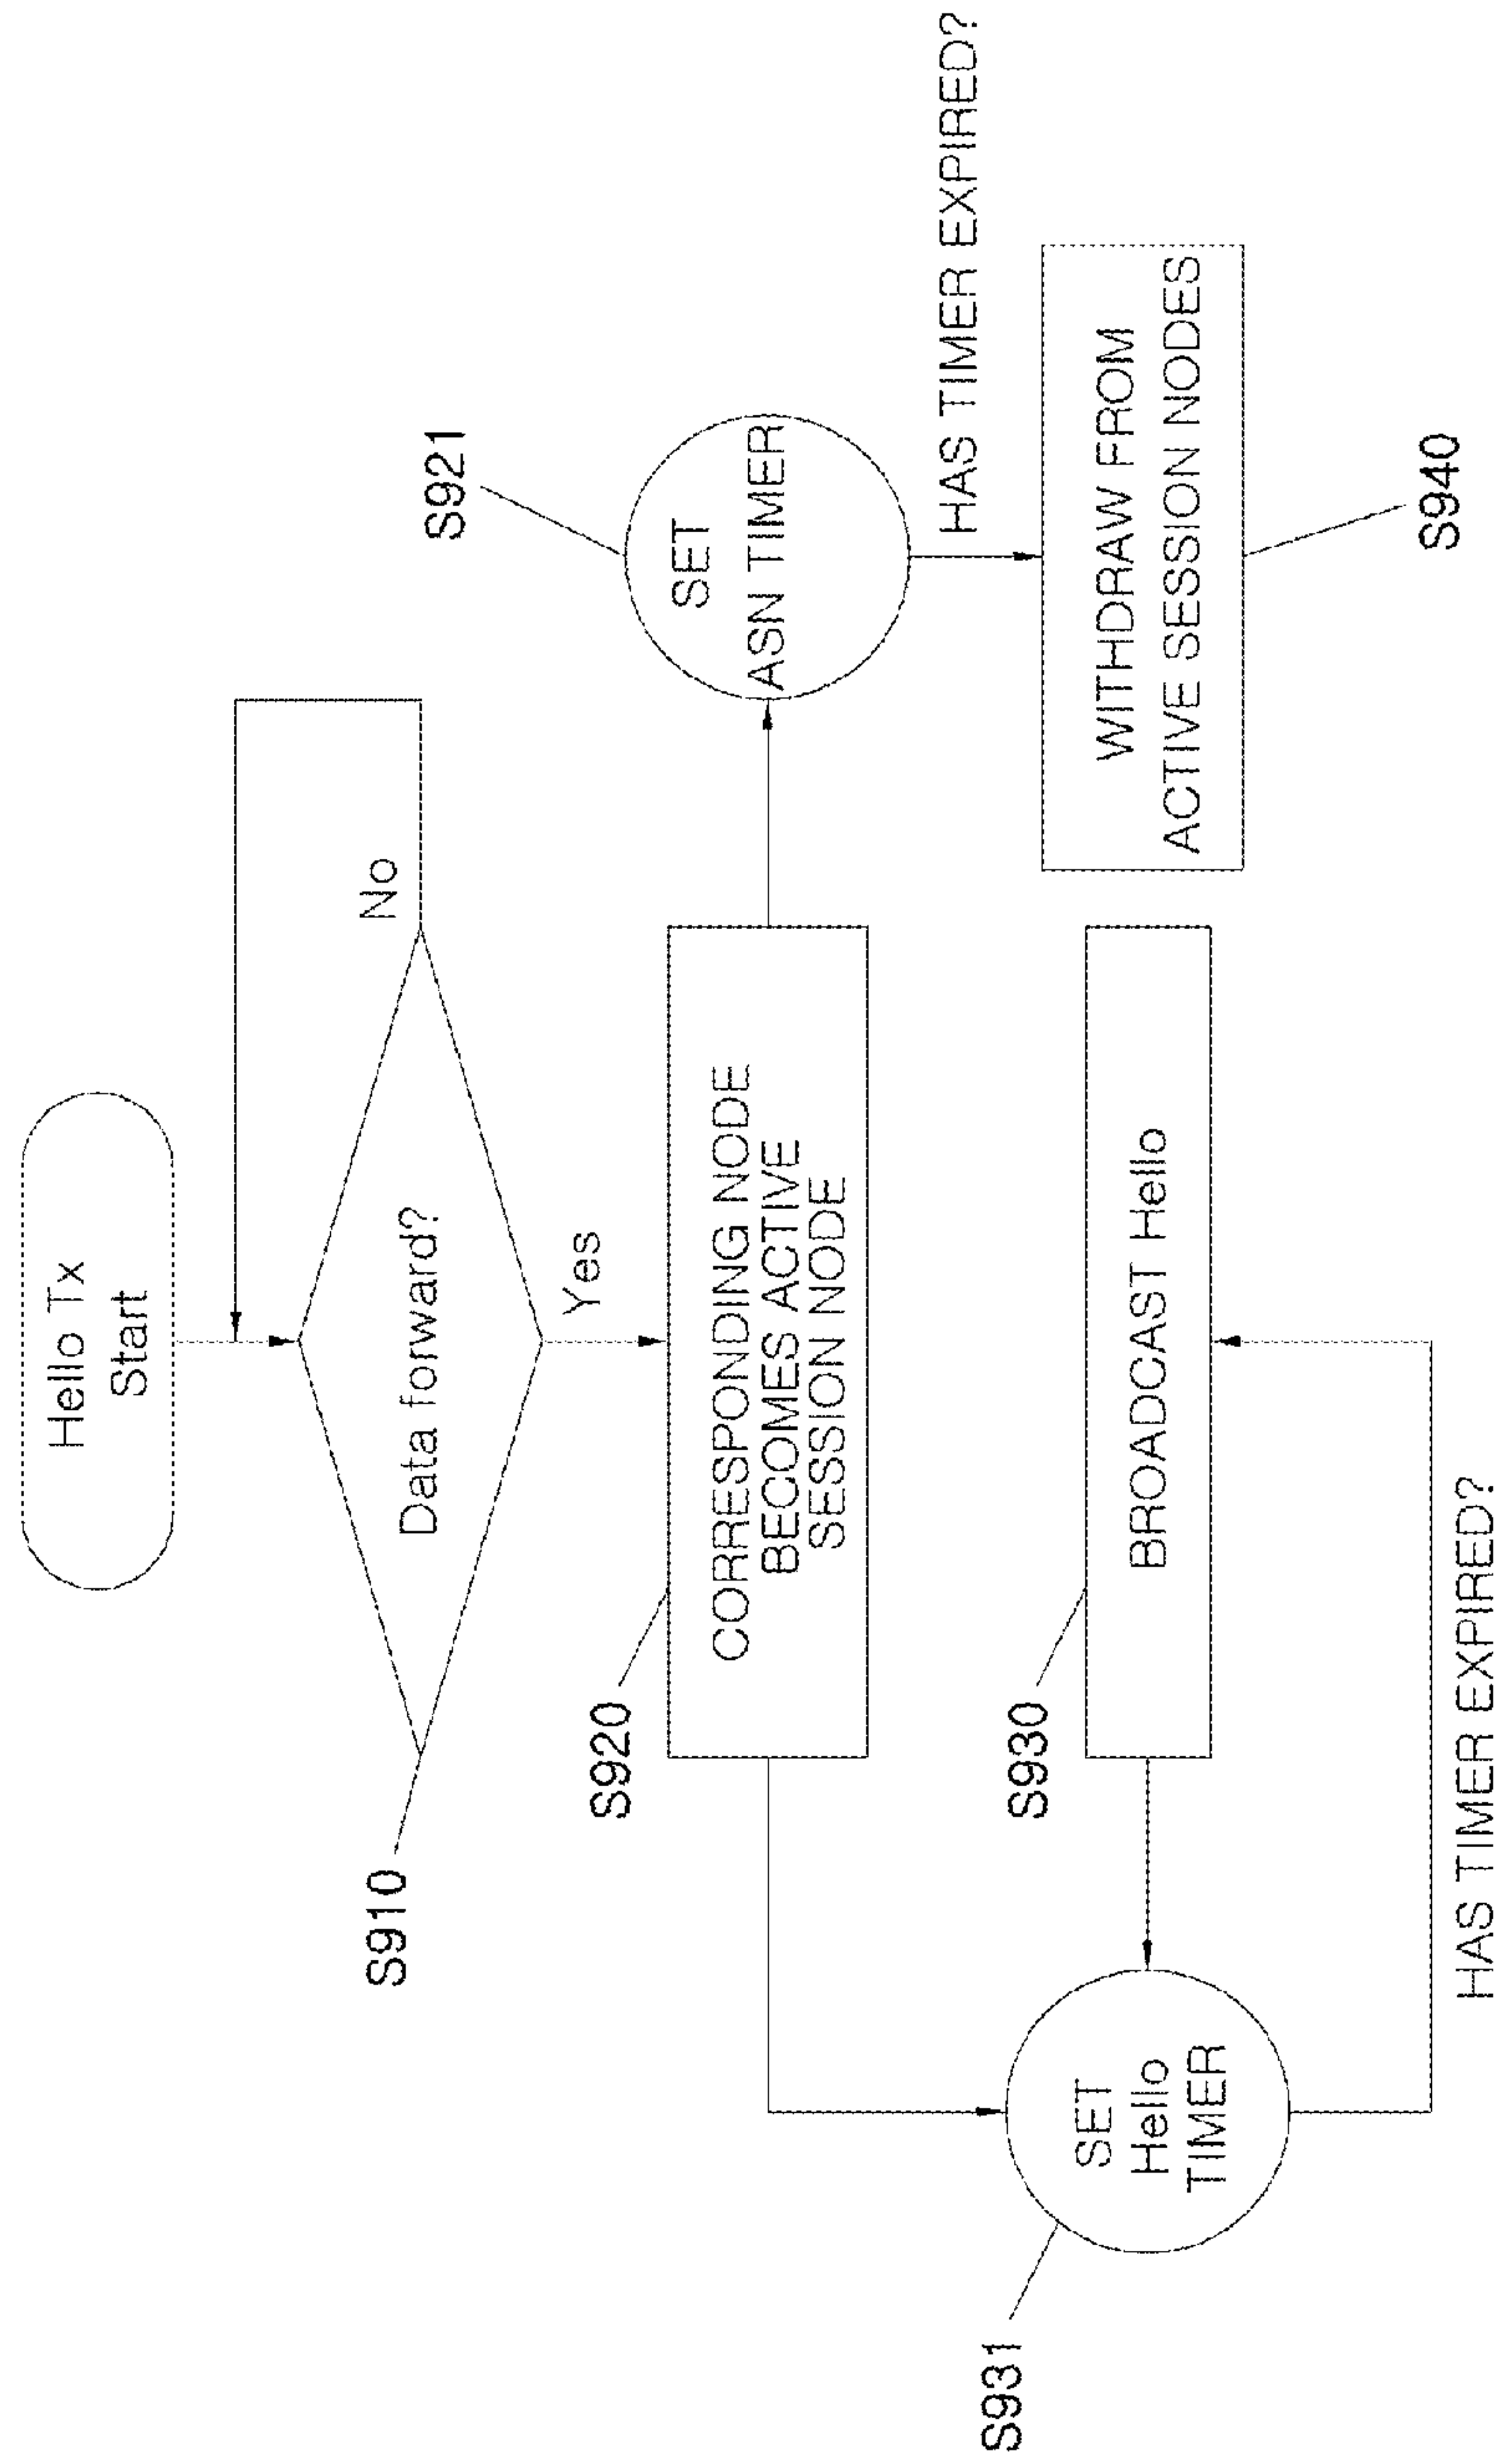 Hello Tx
Start
No
Data forward?
S910
Yes
S920
CORRESPONDING NODE
BECOMES ACTIVE
SESSION NODE
S921
SET
ASN TIMER
HAS TIMER EXPIRED?
S930
BROADCAST Hello
WITHDRAW FROM
ACTIVE SESSION NODES
S940
S931
SET
Hello
TIMER
HAS TIMER EXPIRED?